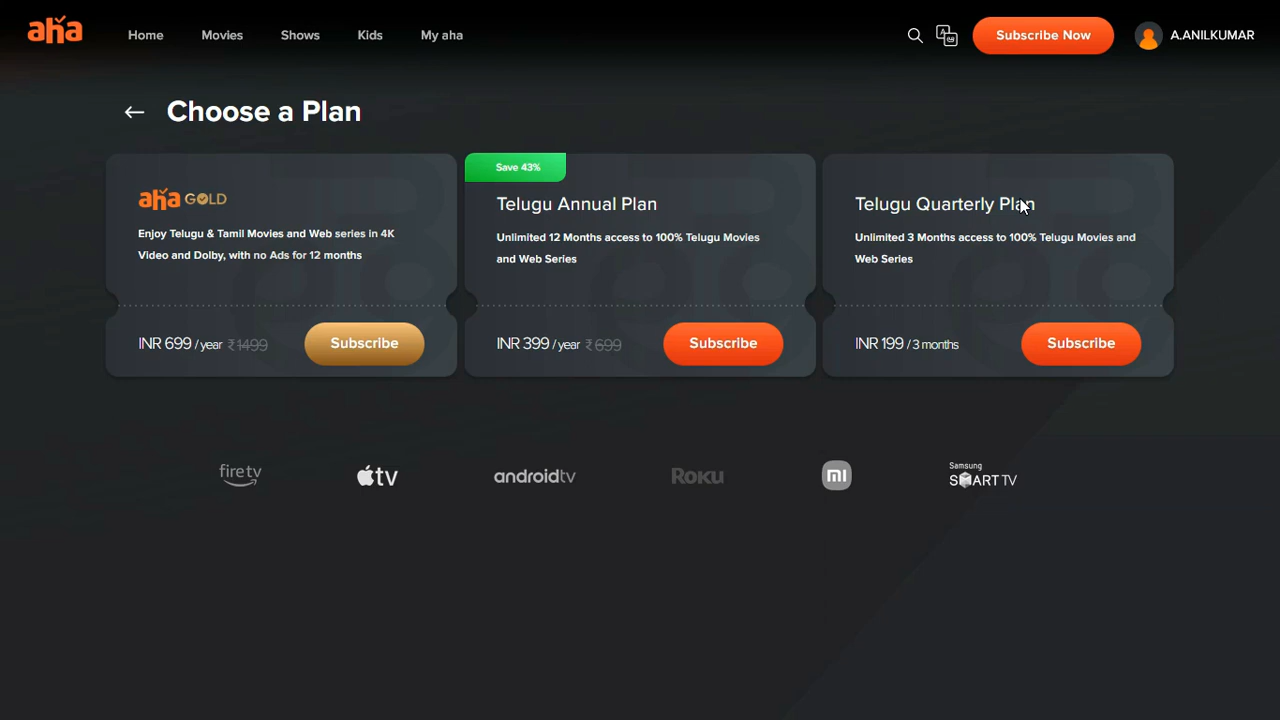 aha
Home
Movies
Shows
Kids
My aha
Subscribe Now
A.ANILKUMAR
Choose a Plan
aha GOLD
Enjoy Telugu & Tamil Movies and Web series in 4K
Video and Dolby, with no Ads for 12 months
INR 699 / year ₹1499
Subscribe
Save 43%
Telugu Annual Plan
Unlimited 12 Months access to 100% Telugu Movies
and Web Series
INR 399 / year ₹699
Subscribe
Telugu Quarterly Plan
Unlimited 3 Months access to 100% Telugu Movies and
Web Series
INR 199 / 3 months
Subscribe
fire tv
tv
androidtv
Roku
mi
Samsung
SMART TV